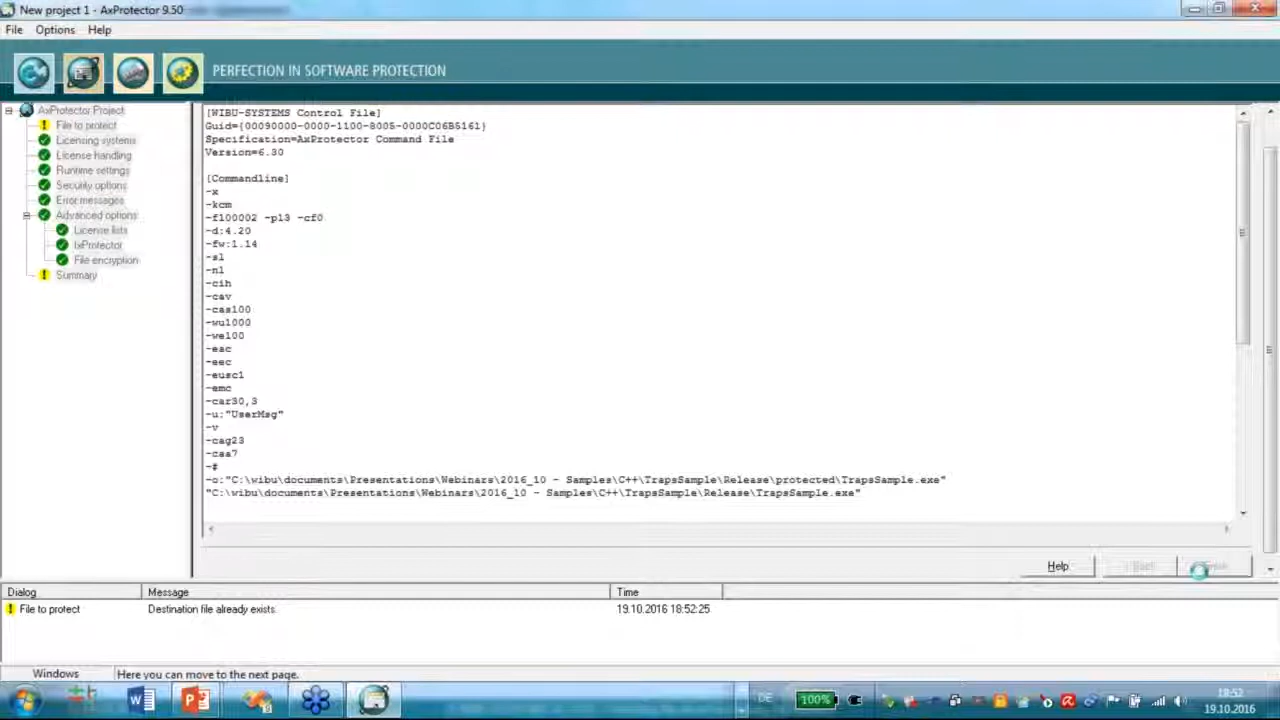 New project 1 - AxProtector 9.50
File Options Help
PERFECTION IN SOFTWARE PROTECTION
AxProtector Project
File to protect
Licensing systems
License handling
Runtime settings
Security options
Error messages
Advanced options
License lists
IxProtector
File encryption
Summary
[WIBU-SYSTEMS Control File]
Guid={00090000-0000-1100-8005-0000C06B5161}
Specification=AxProtector Command File
Version=6.30
[Commandline]
-x
-kcm
-f100002 -p13 -cf0
-d:4.20
-fw:1.14
-sl
-nl
-cih
-cav
-cas100
-wu1000
-we100
-eac
-eec
-eusc1
-emc
-car30,3
-u:"UserMsg"
-v
-cag23
-caa7
-#
-o:"C:\wibu\documents\Presentations\Webinars\2016_10 - Samples\C++\TrapsSample\Release\protected\TrapsSample.exe"
"C:\wibu\documents\Presentations\Webinars\2016_10 - Samples\C++\TrapsSample\Release\TrapsSample.exe"
Help
Dialog Message Time
File to protect Destination file already exists. 19.10.2016 18:52:25
Windows Here you can move to the next page.
DE 100% 18:52
19.10.2016